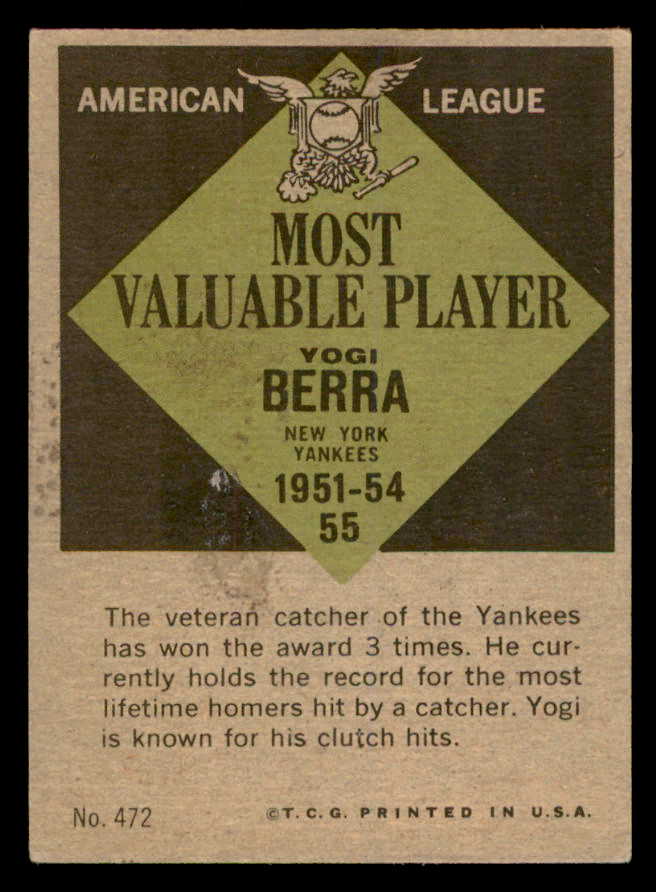 AMERICAN LEAGUE
MOST
VALUABLE PLAYER
YOGI
BERRA
NEW YORK
YANKEES
1951-54
55
The veteran catcher of the Yankees
has won the award 3 times. He cur-
rently holds the record for the most
lifetime homers hit by a catcher. Yogi
is known for his clutch hits.
No. 472 ©T.C.G. PRINTED IN U.S.A.